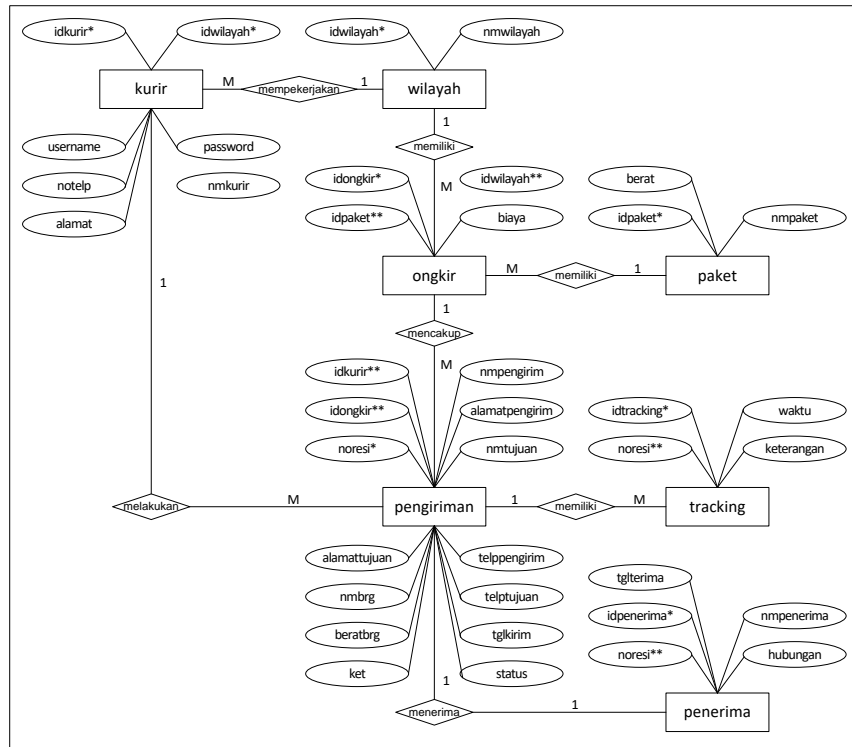 idkurir*
idwilayah*
idwilayah*
nmwilayah
kurir
M
mempekerjakan
1
wilayah
1
username
password
memiliki
notelp
nmkurir
idongkir*
idwilayah**
berat
M
alamat
idpaket**
biaya
idpaket*
nmpaket
1
ongkir
M
memiliki
1
paket
1
mencakup
M
idkurir**
nmpengirim
idongkir**
alamatpengirim
idtracking*
waktu
noresi*
nmtujuan
noresi**
keterangan
melakukan
M
pengiriman
1
memiliki
M
tracking
alamattujuan
telppengirim
tglterima
nmbrg
telptujuan
idpenerima*
nmpenerima
beratbrg
tglkirim
noresi**
hubungan
ket
status
1
menerima
1
penerima